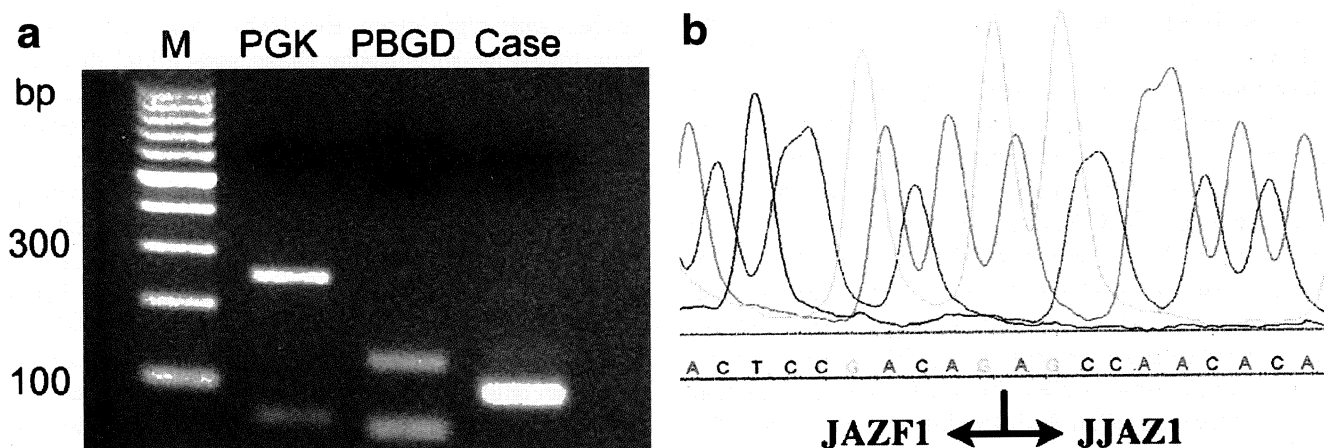 a
M PGK PBGD Case
bp
300
100
b
A C T C C G A C A G A G C C A A C A C A
JAZF1 JJAZ1